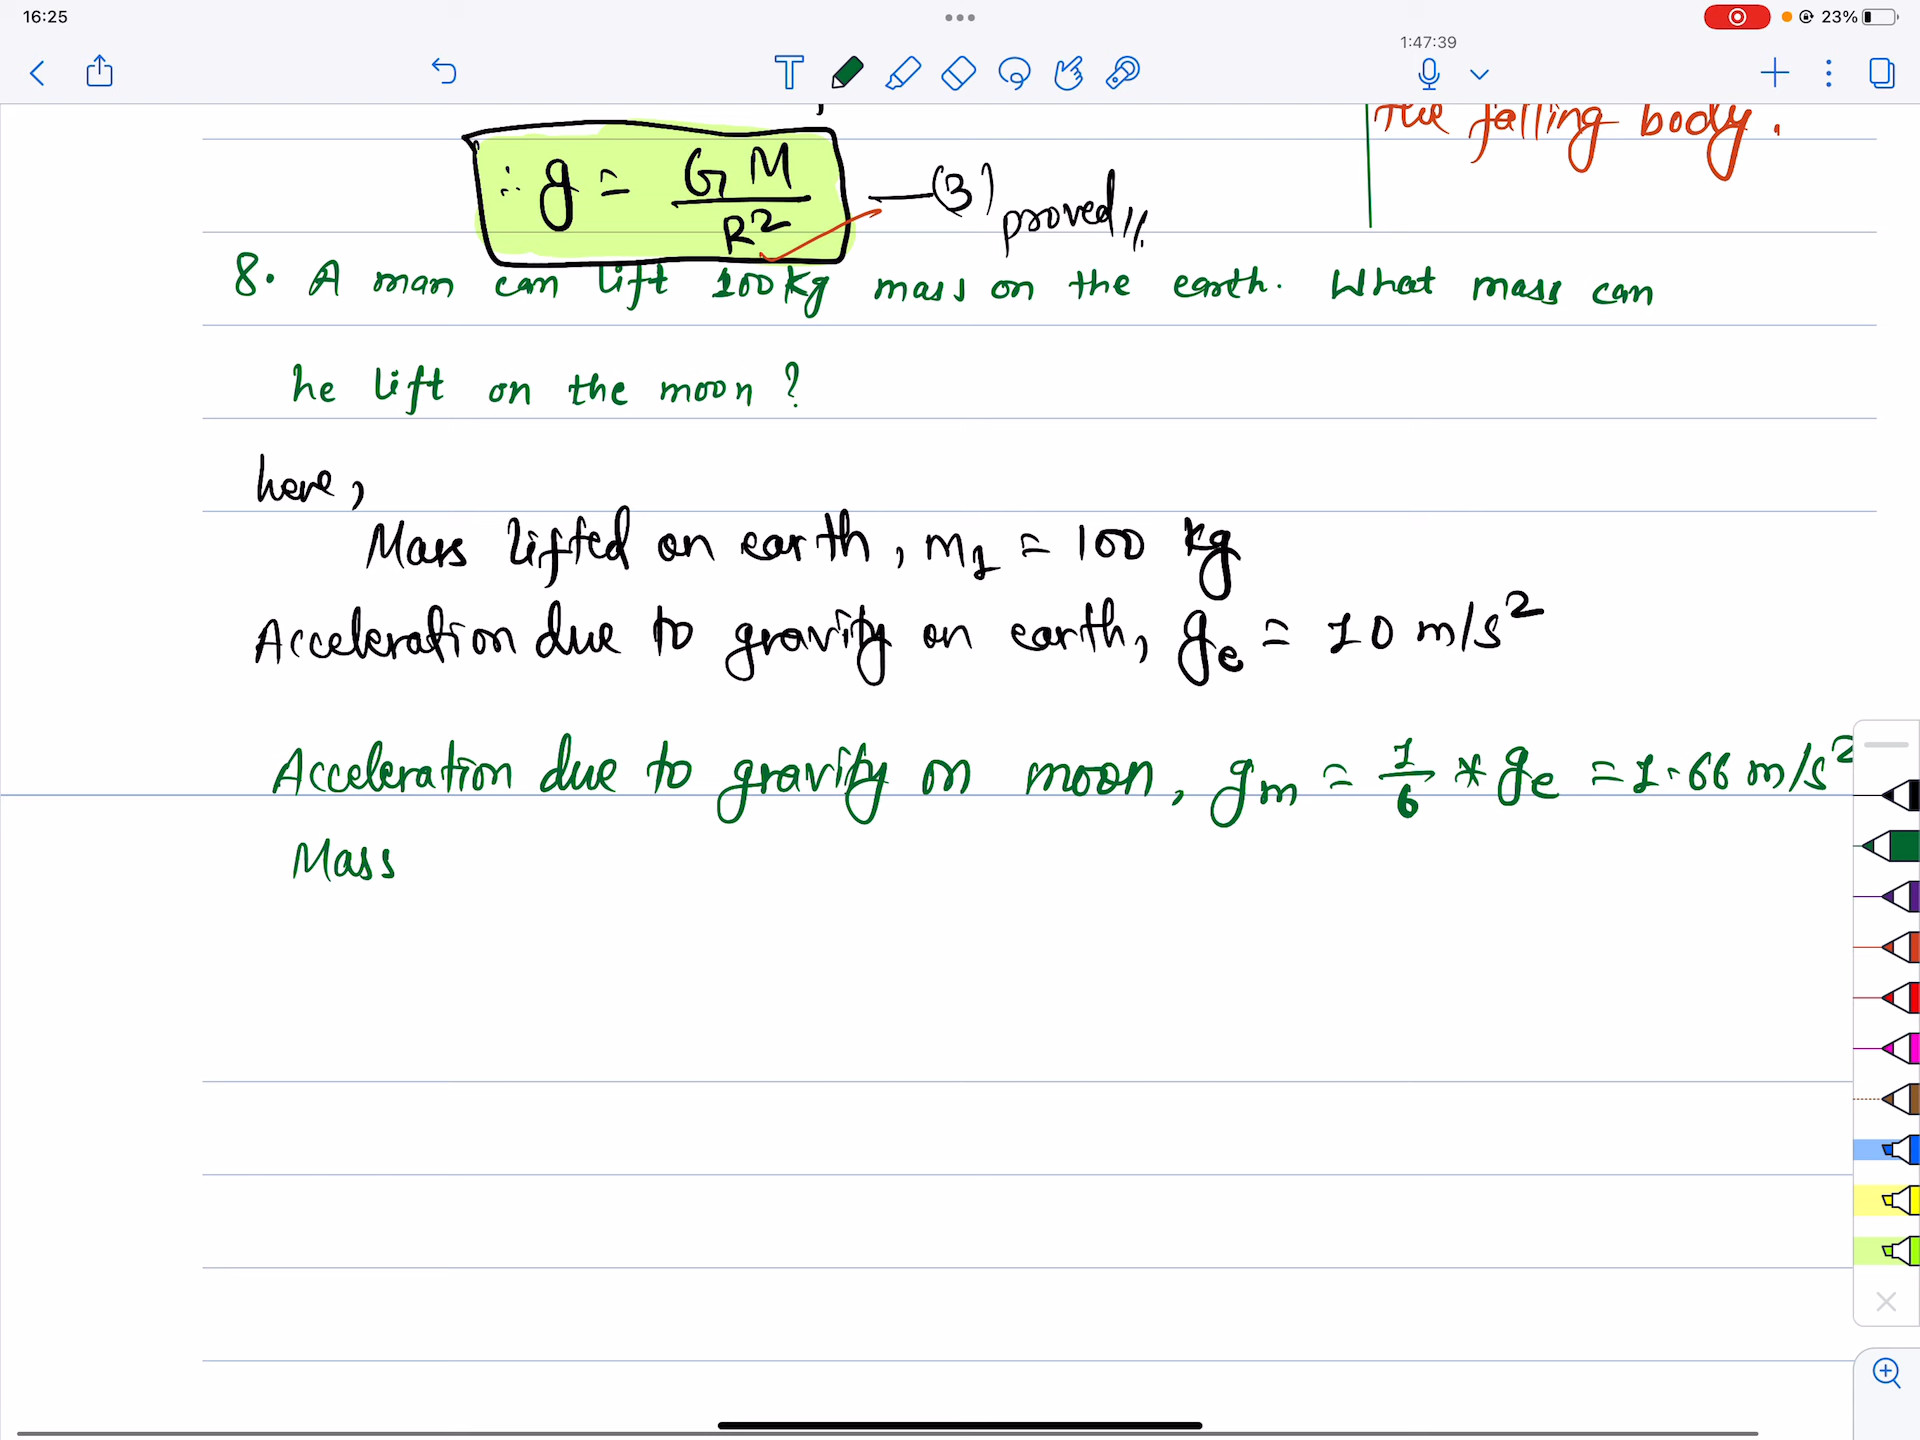 16:25
23%
1:47:39
the falling body.
∴ g = GM/R² —(3) proved//.
8. A man can lift 100kg mass on the earth. What mass can
he lift on the moon?
here,
Mass lifted on earth, m₁ = 100 kg
Acceleration due to gravity on earth, gₑ = 10 m/s²
Acceleration due to gravity on moon, gₘ = 1/6 * gₑ = 1.66 m/s²
Mass